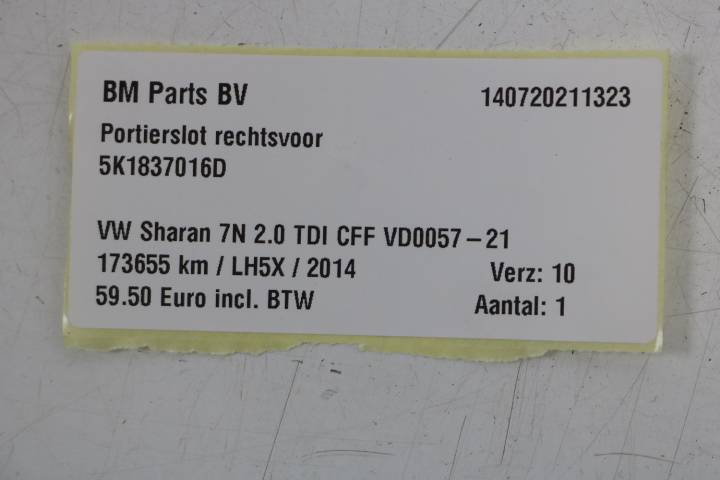 BM Parts BV 140720211323
Portierslot rechtsvoor
5K1837016D
VW Sharan 7N 2.0 TDI CFF VD0057-21
173655 km / LH5X / 2014 Verz: 10
59.50 Euro incl. BTW Aantal: 1